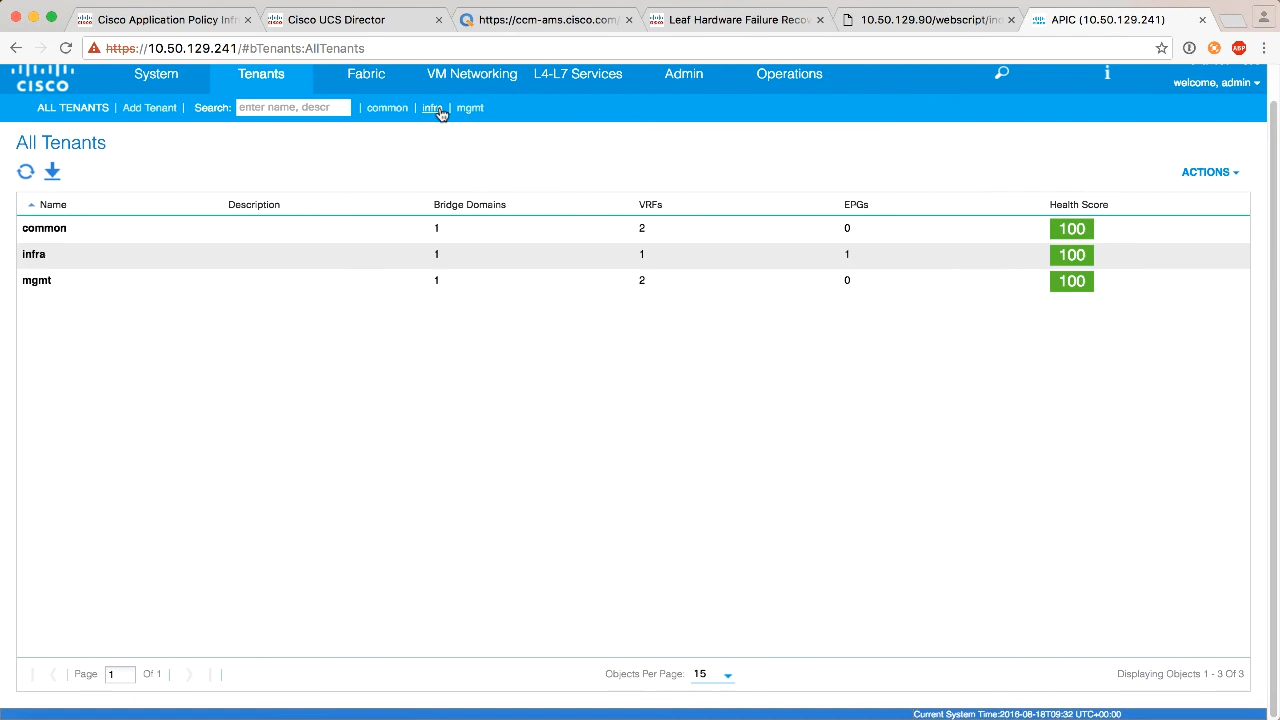 Cisco Application Policy Infr
Cisco UCS Director
https://ccm-ams.cisco.com/
Leaf Hardware Failure Recov
10.50.129.90/webscript/inc
APIC (10.50.129.241)
https://10.50.129.241/#bTenants:AllTenants
ABP
CISCO
System
Tenants
Fabric
VM Networking
L4-L7 Services
Admin
Operations
i
welcome, admin
ALL TENANTS | Add Tenant | Search: enter name, descr | common | infra | mgmt
All Tenants
ACTIONS
Name Description Bridge Domains VRFs EPGs Health Score
common 1 2 0 100
infra 1 1 1 100
mgmt 1 2 0 100
Page 1 Of 1
Objects Per Page: 15
Displaying Objects 1 - 3 Of 3
Current System Time:2016-08-18T09:32 UTC+00:00